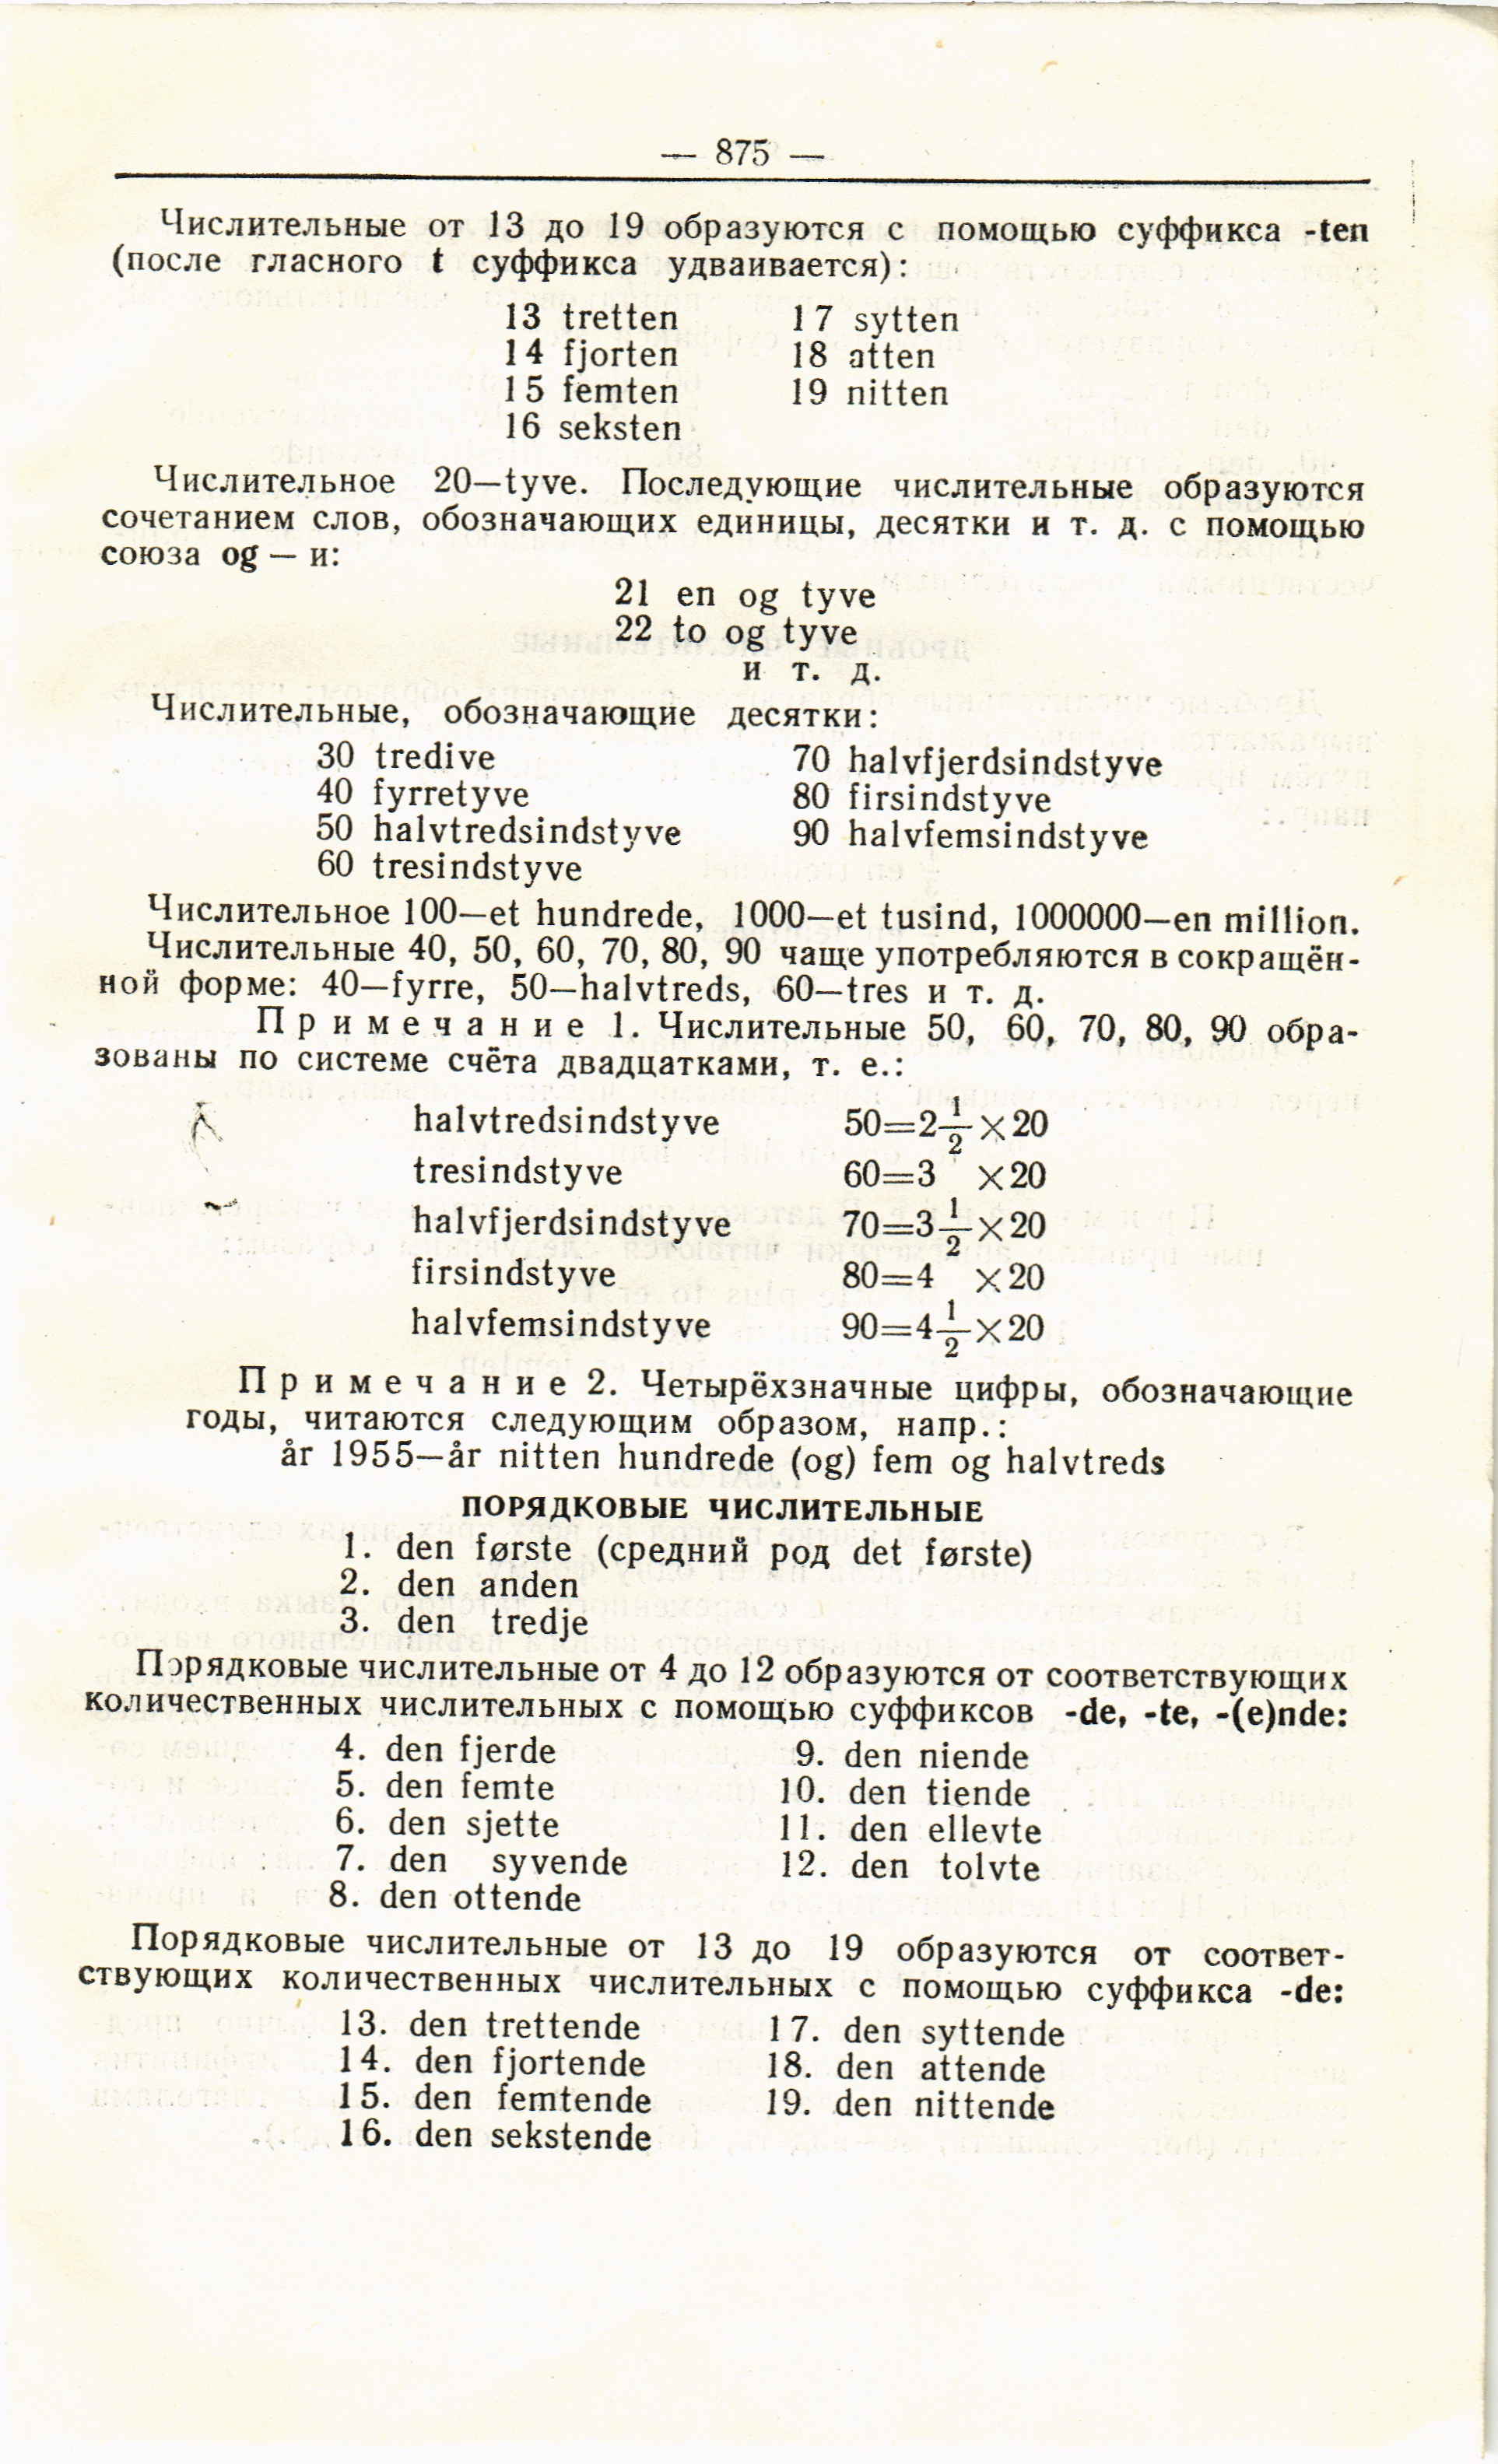 — 875 —
Числительные от 13 до 19 образуются с помощью суффикса -ten
(после гласного t суффикса удваивается):
13 tretten 17 sytten
14 fjorten 18 atten
15 femten 19 nitten
16 seksten
Числительное 20—tyve. Последующие числительные образуются
сочетанием слов, обозначающих единицы, десятки и т. д. с помощью
союза og — и:
21 en og tyve
22 to og tyve
и т. д.
Числительные, обозначающие десятки:
30 tredive 70 halvfjerdsindstyve
40 fyrretyve 80 firsindstyve
50 halvtredsindstyve 90 halvfemsindstyve
60 tresindstyve
Числительное 100—et hundrede, 1000—et tusind, 1000000—en million.
Числительные 40, 50, 60, 70, 80, 90 чаще употребляются в сокращён-
ной форме: 40—fyrre, 50—halvtreds, 60—tres и т. д.
Примечание 1. Числительные 50, 60, 70, 80, 90 обра-
зованы по системе счёта двадцатками, т. е.:
halvtredsindstyve 50=2 1/2 ×20
tresindstyve 60=3 ×20
halvfjerdsindstyve 70=3 1/2 ×20
firsindstyve 80=4 ×20
halvfemsindstyve 90=4 1/2 ×20
Примечание 2. Четырёхзначные цифры, обозначающие
годы, читаются следующим образом, напр.:
år 1955—år nitten hundrede (og) fem og halvtreds
ПОРЯДКОВЫЕ ЧИСЛИТЕЛЬНЫЕ
1. den første (средний род det første)
2. den anden
3. den tredje
Порядковые числительные от 4 до 12 образуются от соответствующих
количественных числительных с помощью суффиксов -de, -te, -(e)nde:
4. den fjerde 9. den niende
5. den femte 10. den tiende
6. den sjette 11. den ellevte
7. den syvende 12. den tolvte
8. den ottende
Порядковые числительные от 13 до 19 образуются от соответ-
ствующих количественных числительных с помощью суффикса -de:
13. den trettende 17. den syttende
14. den fjortende 18. den attende
15. den femtende 19. den nittende
16. den sekstende